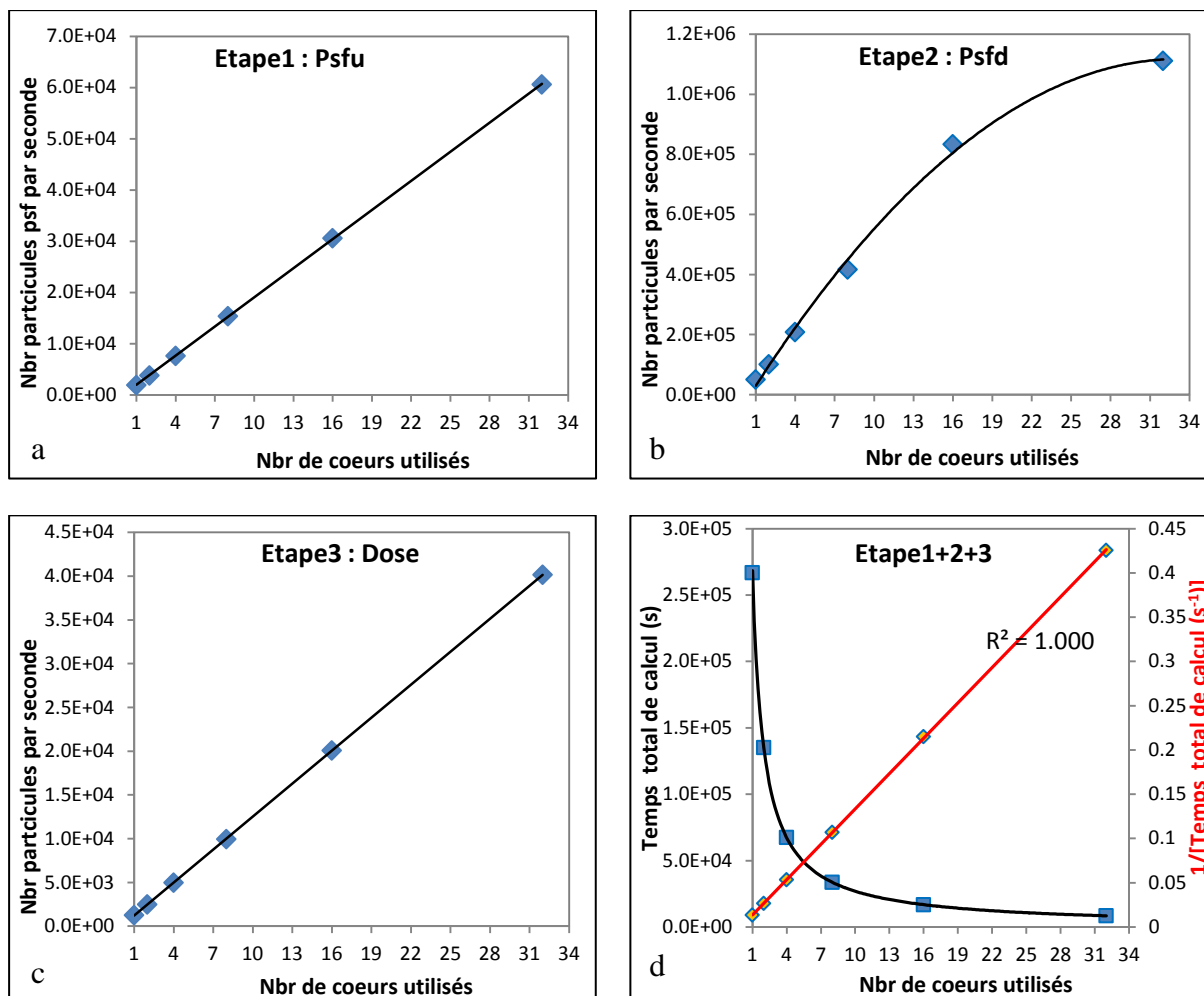 Etape1 : Psfu
Nbr partcicules psf par seconde
7.0E+04
6.0E+04
5.0E+04
4.0E+04
3.0E+04
2.0E+04
1.0E+04
0.0E+00
1 4 7 10 13 16 19 22 25 28 31 34
a
Nbr de coeurs utilisés
Etape2 : Psfd
Nbr partcicules par seconde
1.2E+06
1.0E+06
8.0E+05
6.0E+05
4.0E+05
2.0E+05
0.0E+00
1 4 7 10 13 16 19 22 25 28 31 34
b
Nbr de coeurs utilisés
Etape3 : Dose
Nbr partcicules par seconde
4.5E+04
4.0E+04
3.5E+04
3.0E+04
2.5E+04
2.0E+04
1.5E+04
1.0E+04
5.0E+03
0.0E+00
1 4 7 10 13 16 19 22 25 28 31 34
c
Nbr de coeurs utilisés
Etape1+2+3
Temps total de calcul (s)
3.0E+05
2.5E+05
2.0E+05
1.5E+05
1.0E+05
5.0E+04
0.0E+00
R² = 1.000
0.45
0.4
0.35
0.3
0.25
0.2
0.15
0.1
0.05
0
1/[Temps total de calcul (s⁻¹)]
1 4 7 10 13 16 19 22 25 28 31 34
d
Nbr de coeurs utilisés